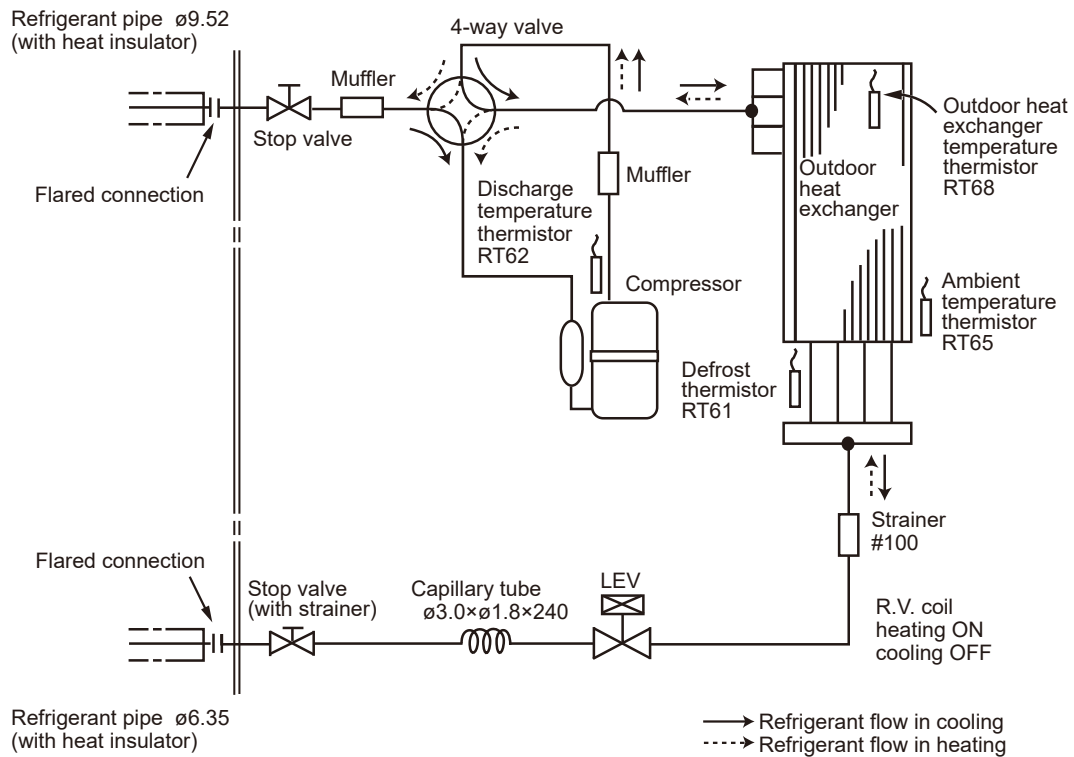 Refrigerant pipe ø9.52
(with heat insulator)
4-way valve
Muffler
Stop valve
Flared connection
Outdoor heat
exchanger
temperature
thermistor
RT68
Outdoor
heat
exchanger
Muffler
Discharge
temperature
thermistor
RT62
Compressor
Ambient
temperature
thermistor
RT65
Defrost
thermistor
RT61
Strainer
#100
Flared connection
Stop valve
(with strainer)
Capillary tube
ø3.0×ø1.8×240
LEV
R.V. coil
heating ON
cooling OFF
Refrigerant pipe ø6.35
(with heat insulator)
Refrigerant flow in cooling
Refrigerant flow in heating